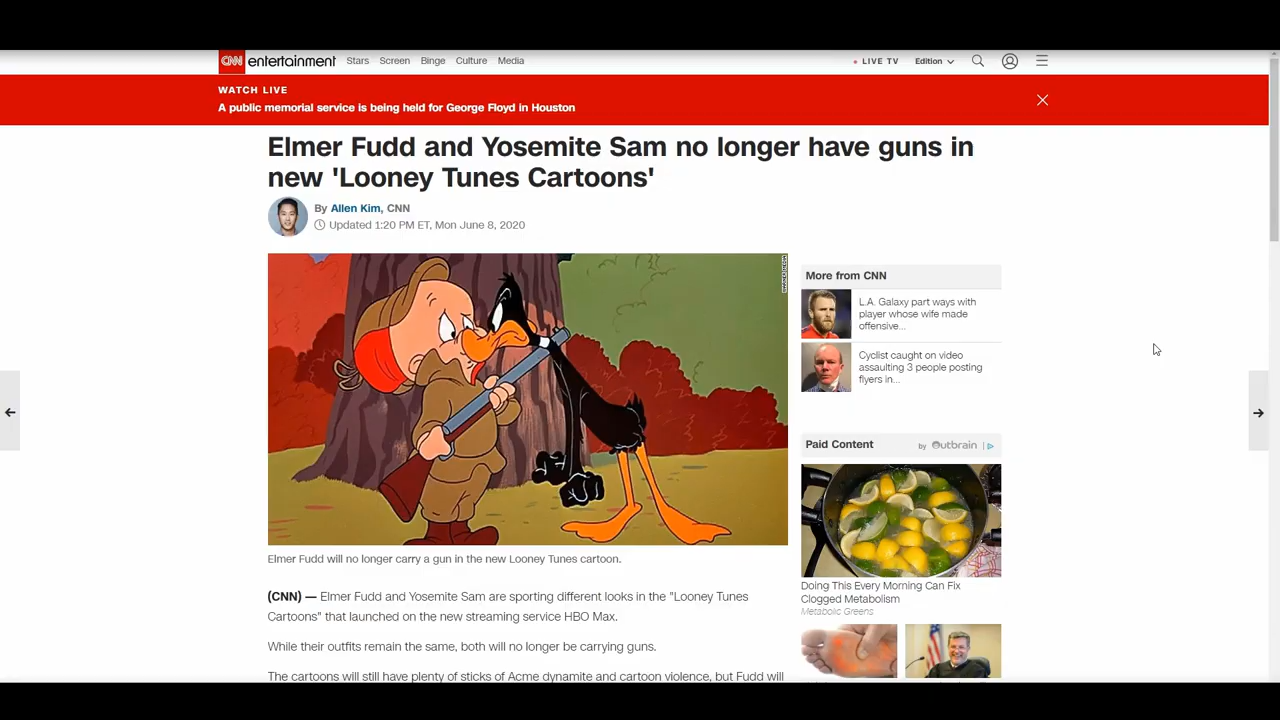 CNN entertainment Stars Screen Binge Culture Media LIVE TV Edition
WATCH LIVE
A public memorial service is being held for George Floyd in Houston
Elmer Fudd and Yosemite Sam no longer have guns in
new 'Looney Tunes Cartoons'
By Allen Kim, CNN
Updated 1:20 PM ET, Mon June 8, 2020
Elmer Fudd will no longer carry a gun in the new Looney Tunes cartoon.
(CNN) — Elmer Fudd and Yosemite Sam are sporting different looks in the "Looney Tunes
Cartoons" that launched on the new streaming service HBO Max.
While their outfits remain the same, both will no longer be carrying guns.
The cartoons will still have plenty of sticks of Acme dynamite and cartoon violence, but Fudd will
More from CNN
L.A. Galaxy part ways with
player whose wife made
offensive...
Cyclist caught on video
assaulting 3 people posting
flyers in...
Paid Content by Outbrain
Doing This Every Morning Can Fix
Clogged Metabolism
Metabolic Greens